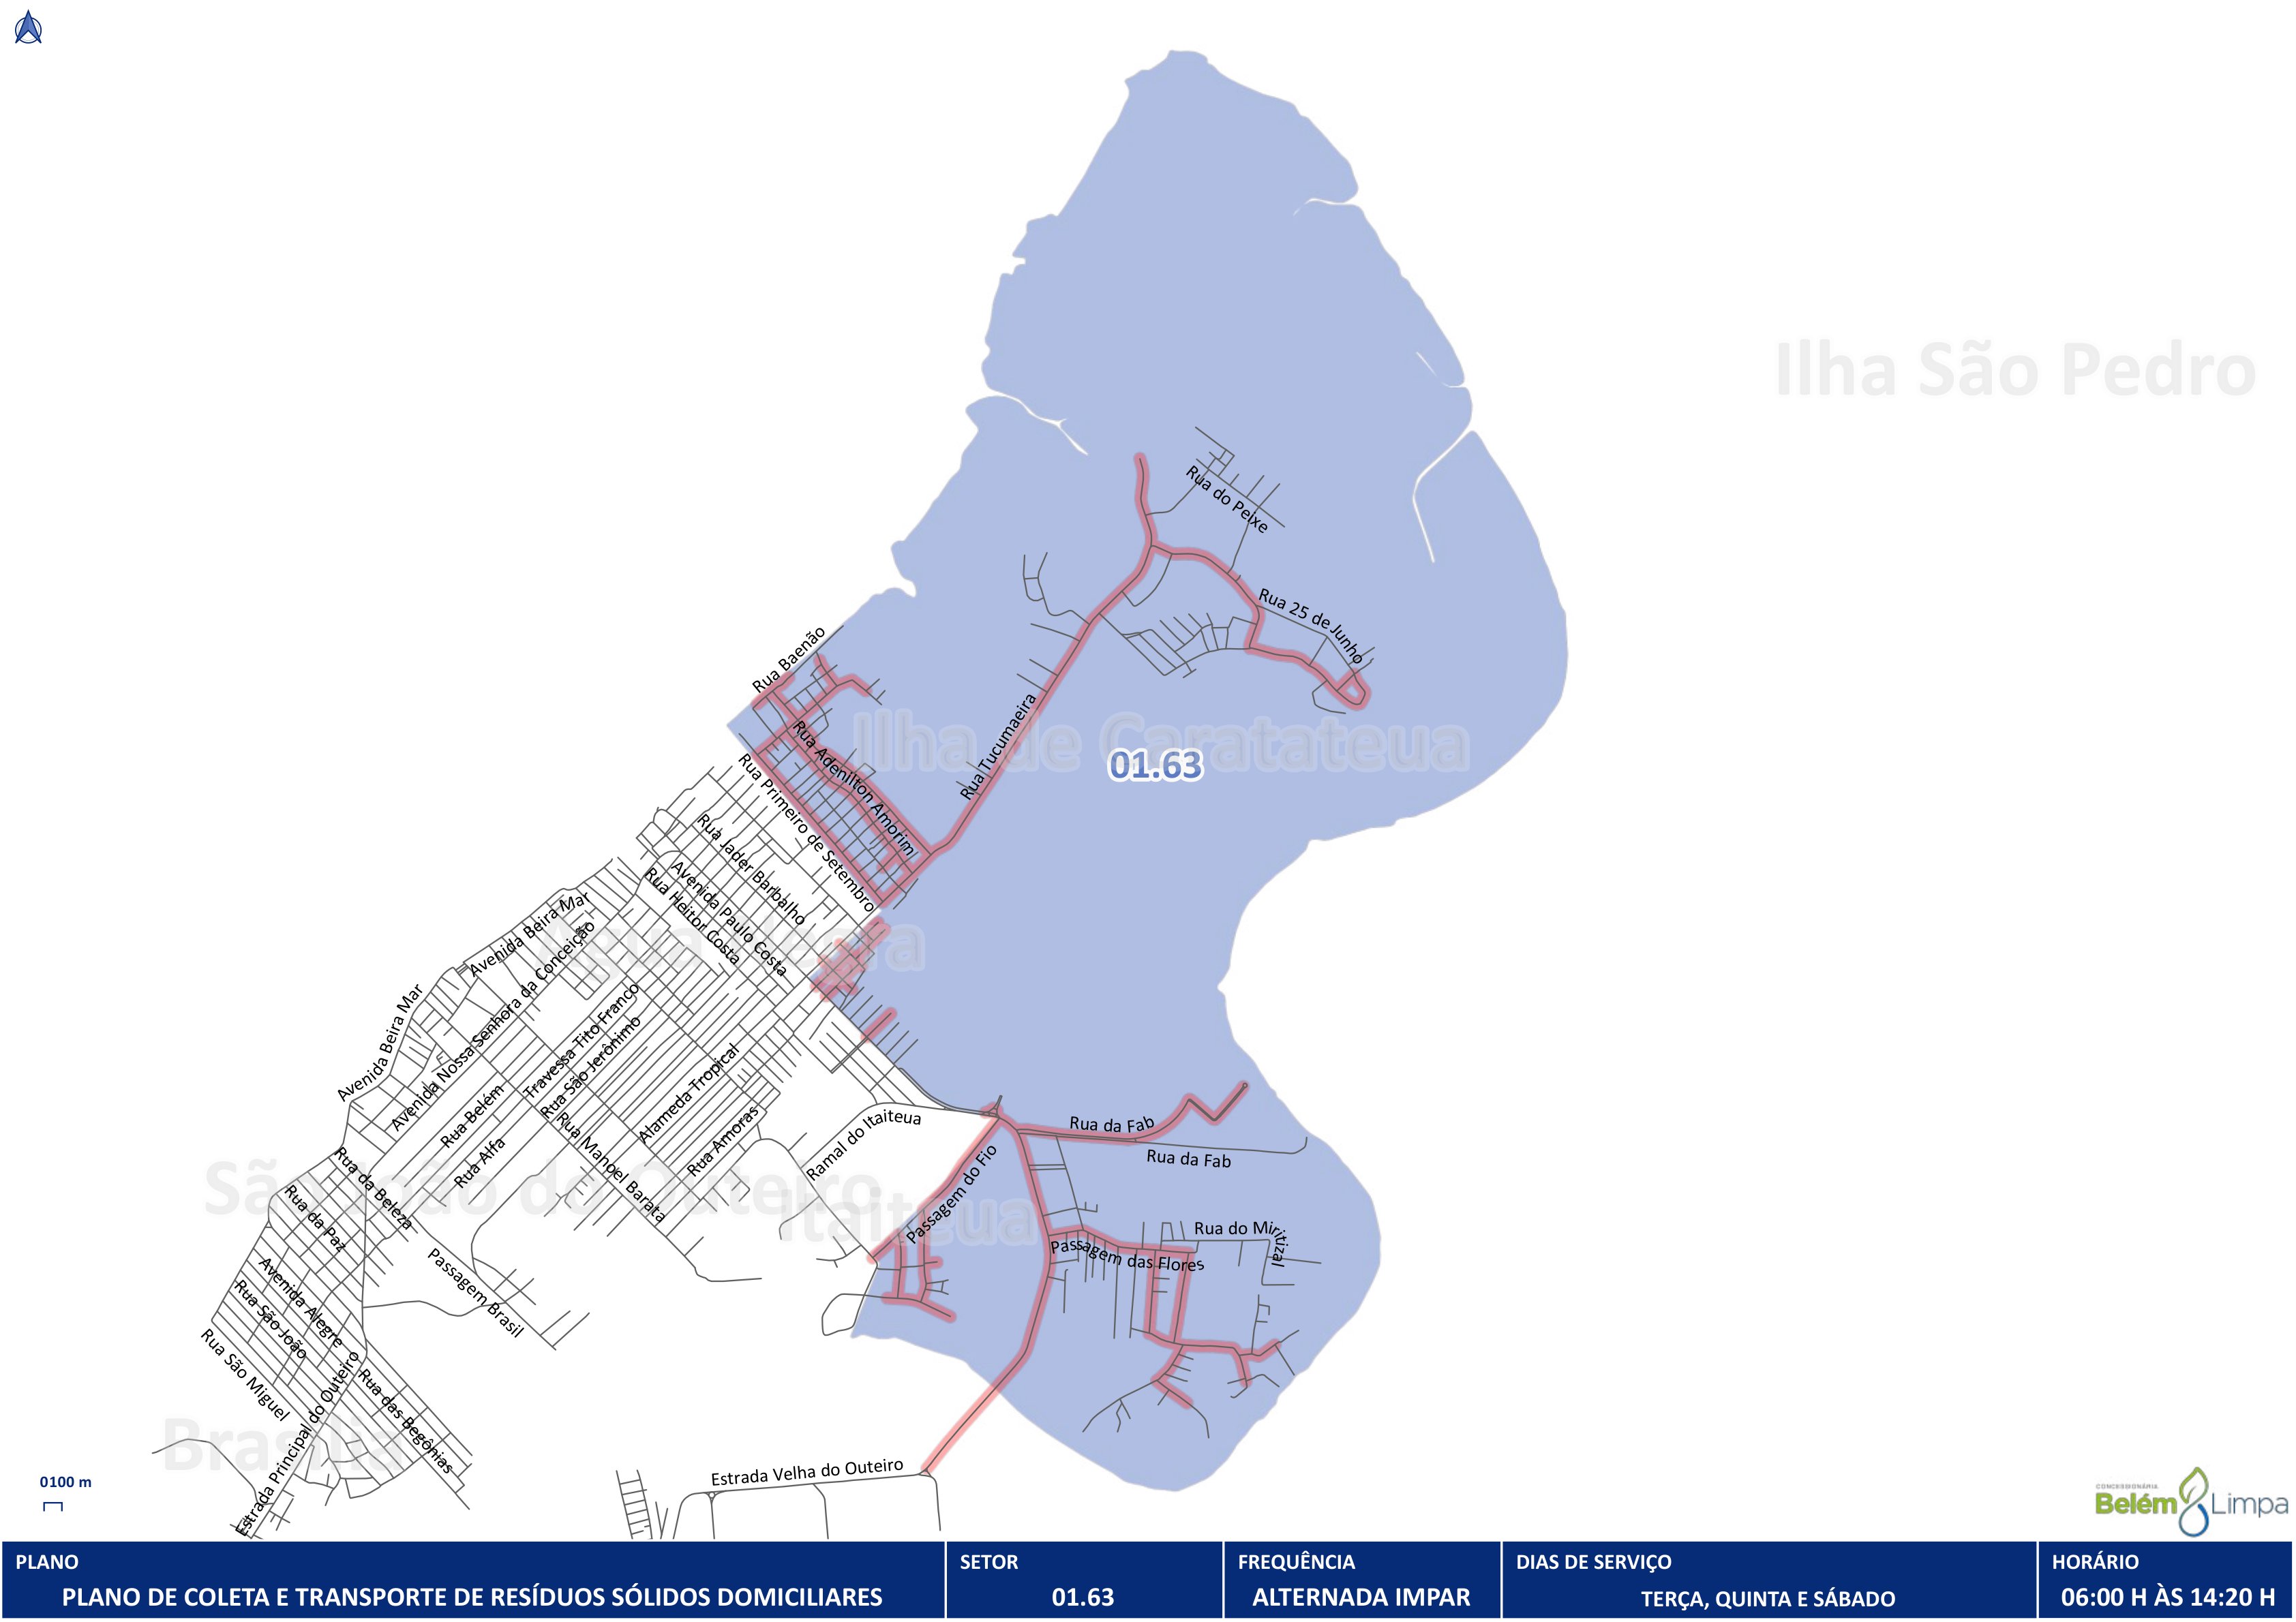 Ilha São Pedro
Rua do Peixe
Rua 25 de Junho
Rua Baenão
Rua Tucumaeira
Ilha de Caratateua
01.63
Rua Adenilton Amorim
Rua Primeiro de Setembro
Rua Jader Barbalho
Avenida Paulo Costa
Rua Heitor Costa
Avenida Beira Mar
Avenida Nossa Senhora da Conceição
Avenida Beira Mar
Travessa Tito Franco
Rua São Jerônimo
Rua Belém
Alameda Tropical
Rua Amoras
Rua Alfa
Rua Manoel Barata
Ramal do Itaiteua
Rua da Fab
Rua da Fab
Passagem do Fio
São João do Outeiro
Itaiteua
Rua da Beleza
Rua da Paz
Passagem das Flores
Rua do Miritizal
Passagem Brasil
Avenida Alegre
Rua São João
Rua São Miguel
Rua das Begônias
Estrada Principal do Outeiro
Estrada Velha do Outeiro
0100 m
CONCESSIONÁRIA
Belém Limpa
PLANO
PLANO DE COLETA E TRANSPORTE DE RESÍDUOS SÓLIDOS DOMICILIARES
SETOR
01.63
FREQUÊNCIA
ALTERNADA IMPAR
DIAS DE SERVIÇO
TERÇA, QUINTA E SÁBADO
HORÁRIO
06:00 H ÀS 14:20 H